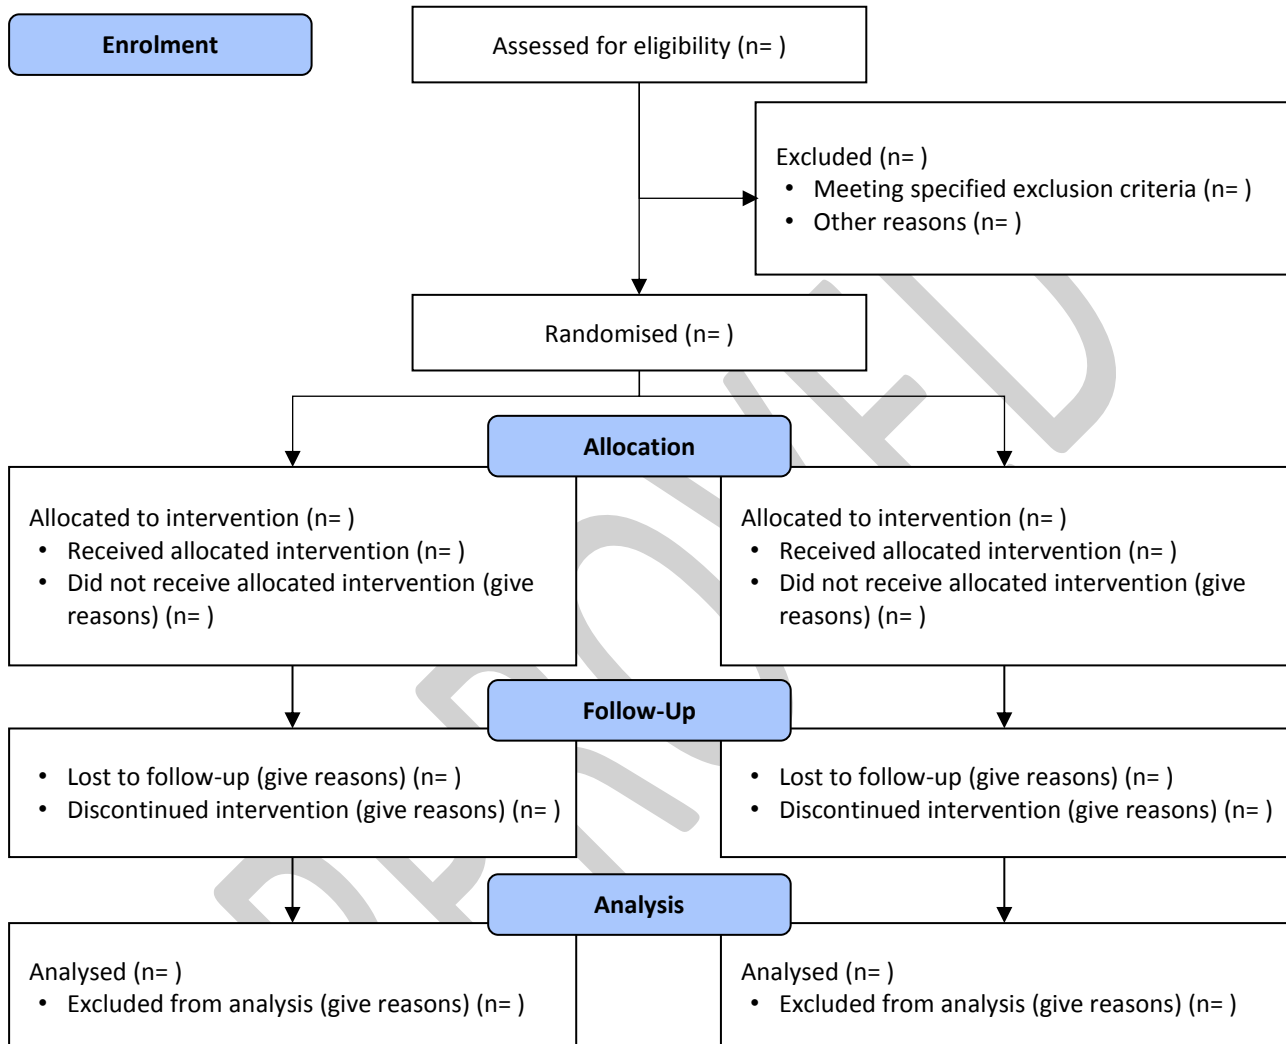 Enrolment
Assessed for eligibility (n= )
Excluded (n= )
• Meeting specified exclusion criteria (n= )
• Other reasons (n= )
Randomised (n= )
Allocation
Allocated to intervention (n= )
• Received allocated intervention (n= )
• Did not receive allocated intervention (give
reasons) (n= )
Allocated to intervention (n= )
• Received allocated intervention (n= )
• Did not receive allocated intervention (give
reasons) (n= )
Follow-Up
• Lost to follow-up (give reasons) (n= )
• Discontinued intervention (give reasons) (n= )
• Lost to follow-up (give reasons) (n= )
• Discontinued intervention (give reasons) (n= )
Analysis
Analysed (n= )
• Excluded from analysis (give reasons) (n= )
Analysed (n= )
• Excluded from analysis (give reasons) (n= )